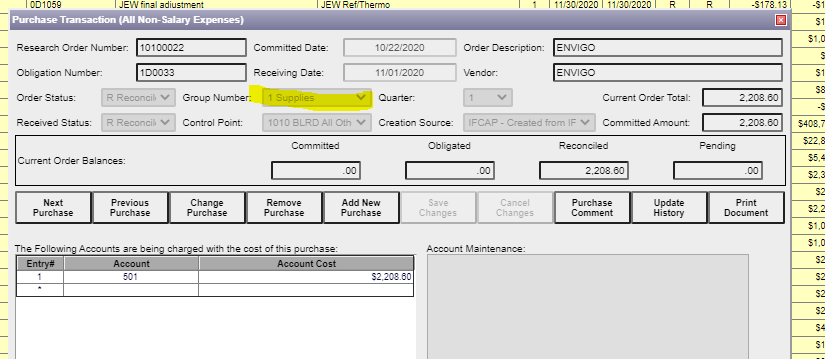 0D1059 JEW final adjustment JEW Ref/Thermo 1 11/30/2020 11/30/2020 R R -$178.13 -$1
Purchase Transaction (All Non-Salary Expenses)
$1
Research Order Number: 10100022 Committed Date: 10/22/2020 Order Description: ENVIGO
$1,0
$
Obligation Number: 1D0033 Receiving Date: 11/01/2020 Vendor: ENVIGO
$1
$8
Order Status: R Reconcili Group Number: 1 Supplies Quarter: 1 Current Order Total: 2,208.60
-$
Received Status: R Reconcili Control Point: 1010 BLRD All Oth Creation Source: IFCAP - Created from IF Committed Amount: 2,208.60
$408,7
Committed Obligated Reconciled Pending
$22,8
Current Order Balances: .00 .00 2,208.60 .00
$5,4
$2,3
$2
Next Purchase Previous Purchase Change Purchase Remove Purchase Add New Purchase Save Changes Cancel Changes Purchase Comment Update History Print Document
$2,2
$1,0
The Following Accounts are being charged with the cost of this purchase: Account Maintenance:
$1,0
Entry# Account Account Cost
$2
1 501 $2,208.60
$2
*
$2
$2
$4
$1